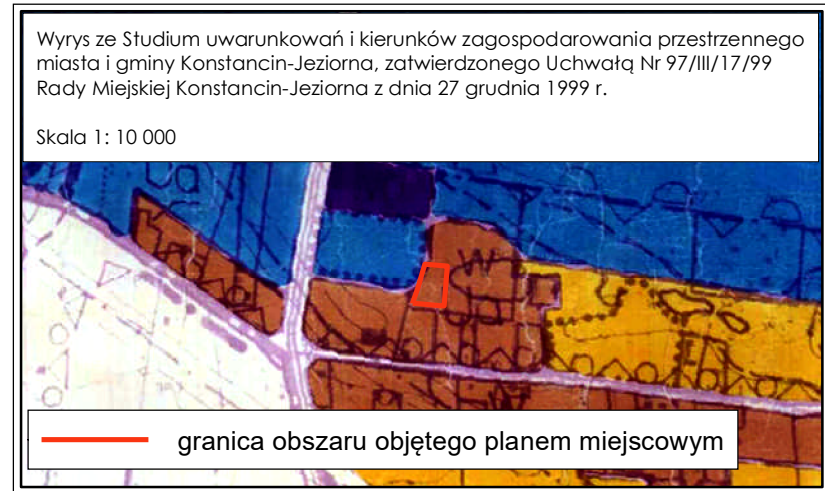 Wyrys ze Studium uwarunkowań i kierunków zagospodarowania przestrzennego
miasta i gminy Konstancin-Jeziorna, zatwierdzonego Uchwałą Nr 97/III/17/99
Rady Miejskiej Konstancin-Jeziorna z dnia 27 grudnia 1999 r.
Skala 1: 10 000
granica obszaru objętego planem miejscowym